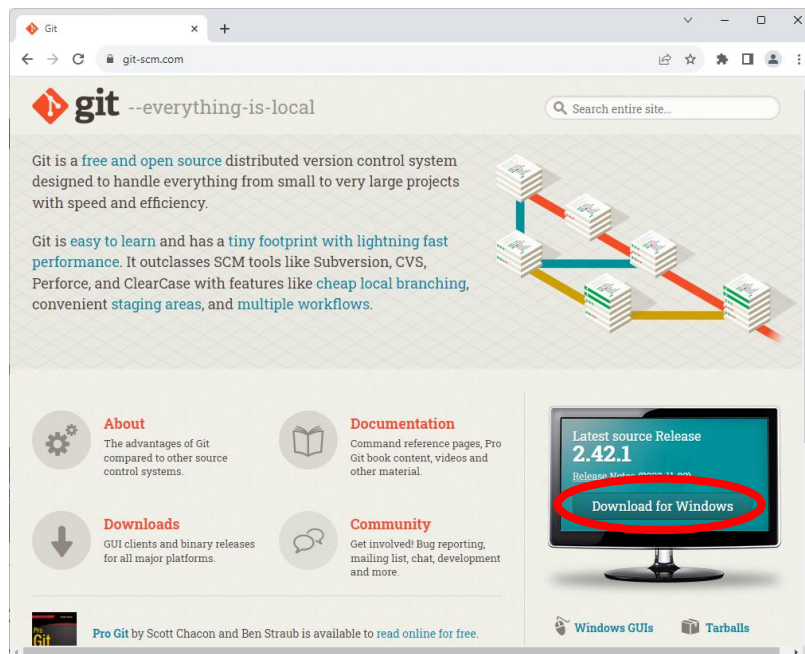 Git
git-scm.com
git --everything-is-local
Search entire site...
Git is a free and open source distributed version control system
designed to handle everything from small to very large projects
with speed and efficiency.
Git is easy to learn and has a tiny footprint with lightning fast
performance. It outclasses SCM tools like Subversion, CVS,
Perforce, and ClearCase with features like cheap local branching,
convenient staging areas, and multiple workflows.
About
The advantages of Git
compared to other source
control systems.
Documentation
Command reference pages, Pro
Git book content, videos and
other material.
Downloads
GUI clients and binary releases
for all major platforms.
Community
Get involved! Bug reporting,
mailing list, chat, development
and more.
Latest source Release
2.42.1
Release Notes
Download for Windows
Windows GUIs
Tarballs
Pro
Git
Pro Git by Scott Chacon and Ben Straub is available to read online for free.